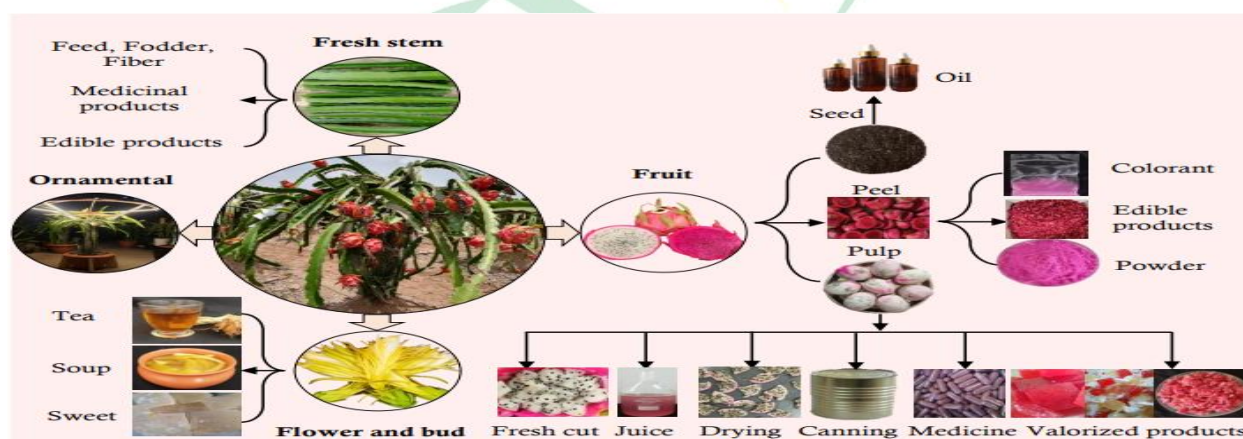 Fresh stem
Feed, Fodder,
Fiber
Medicinal
products
Edible products
Ornamental
Tea
Soup
Sweet
Flower and bud
Fruit
Oil
Seed
Peel
Pulp
Colorant
Edible
products
Powder
Fresh cut
Juice
Drying
Canning
Medicine
Valorized products